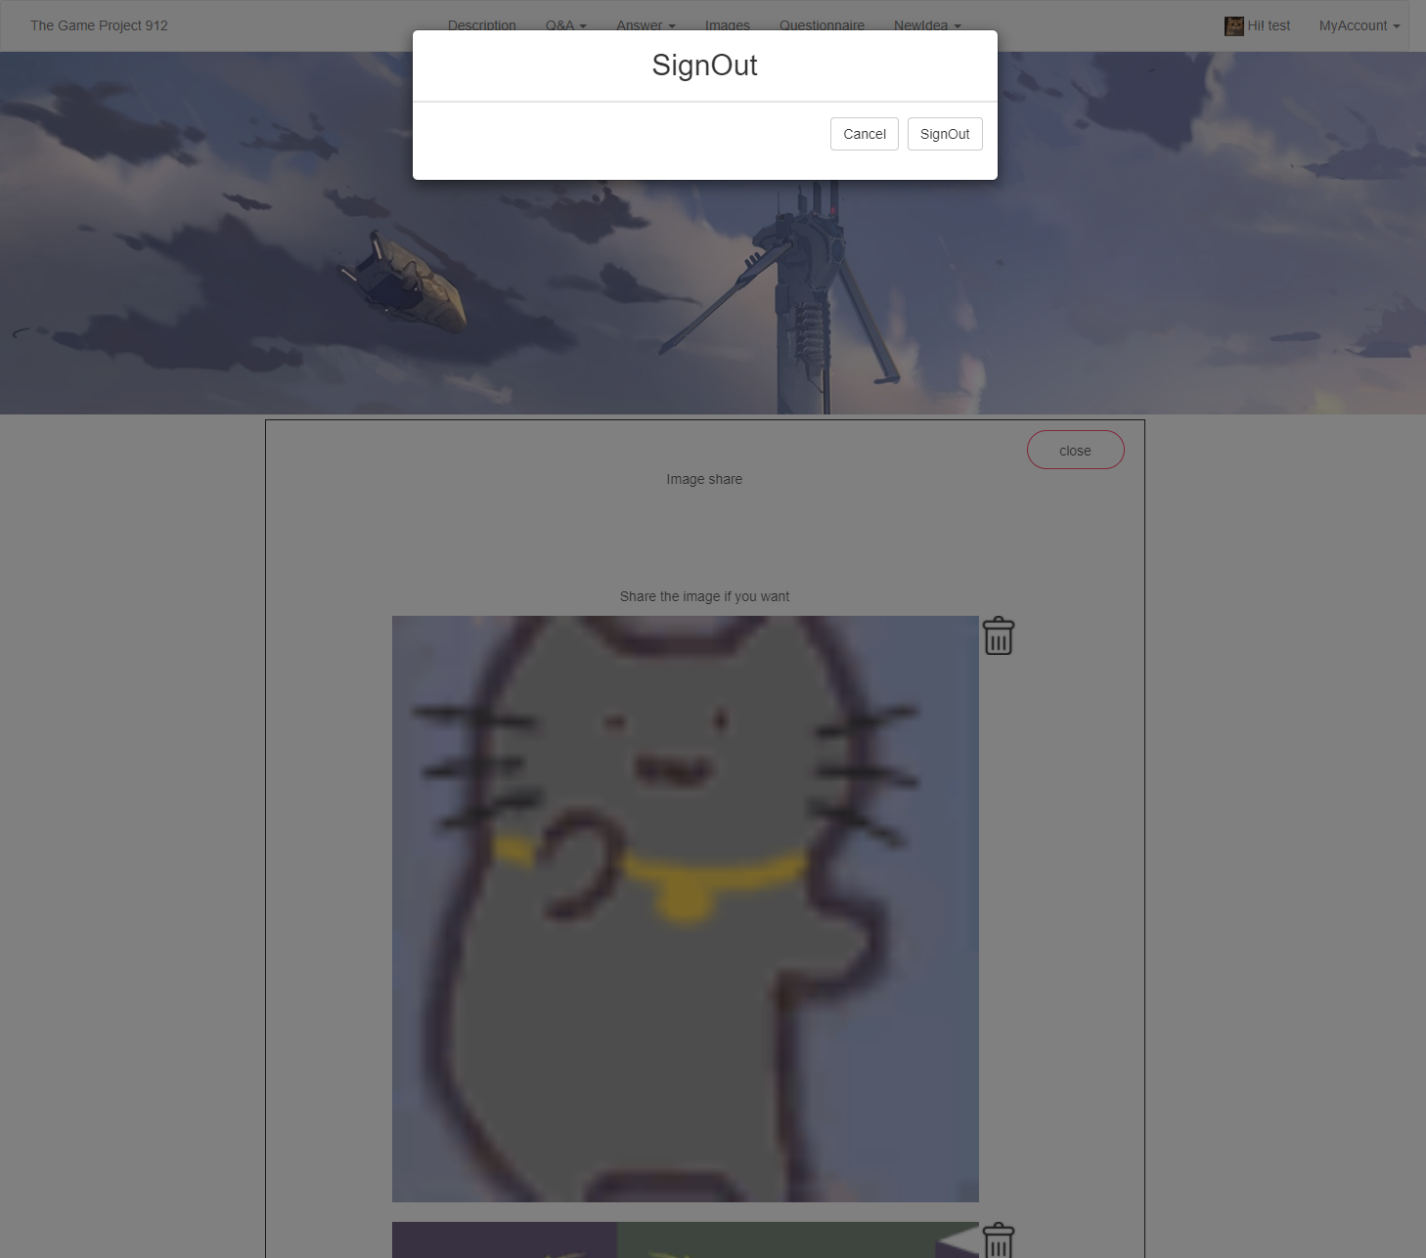 The Game Project 912
Description Q&A Answer Images Questionnaire NewIdea
Hi! test MyAccount
SignOut
Cancel SignOut
close
Image share
Share the image if you want